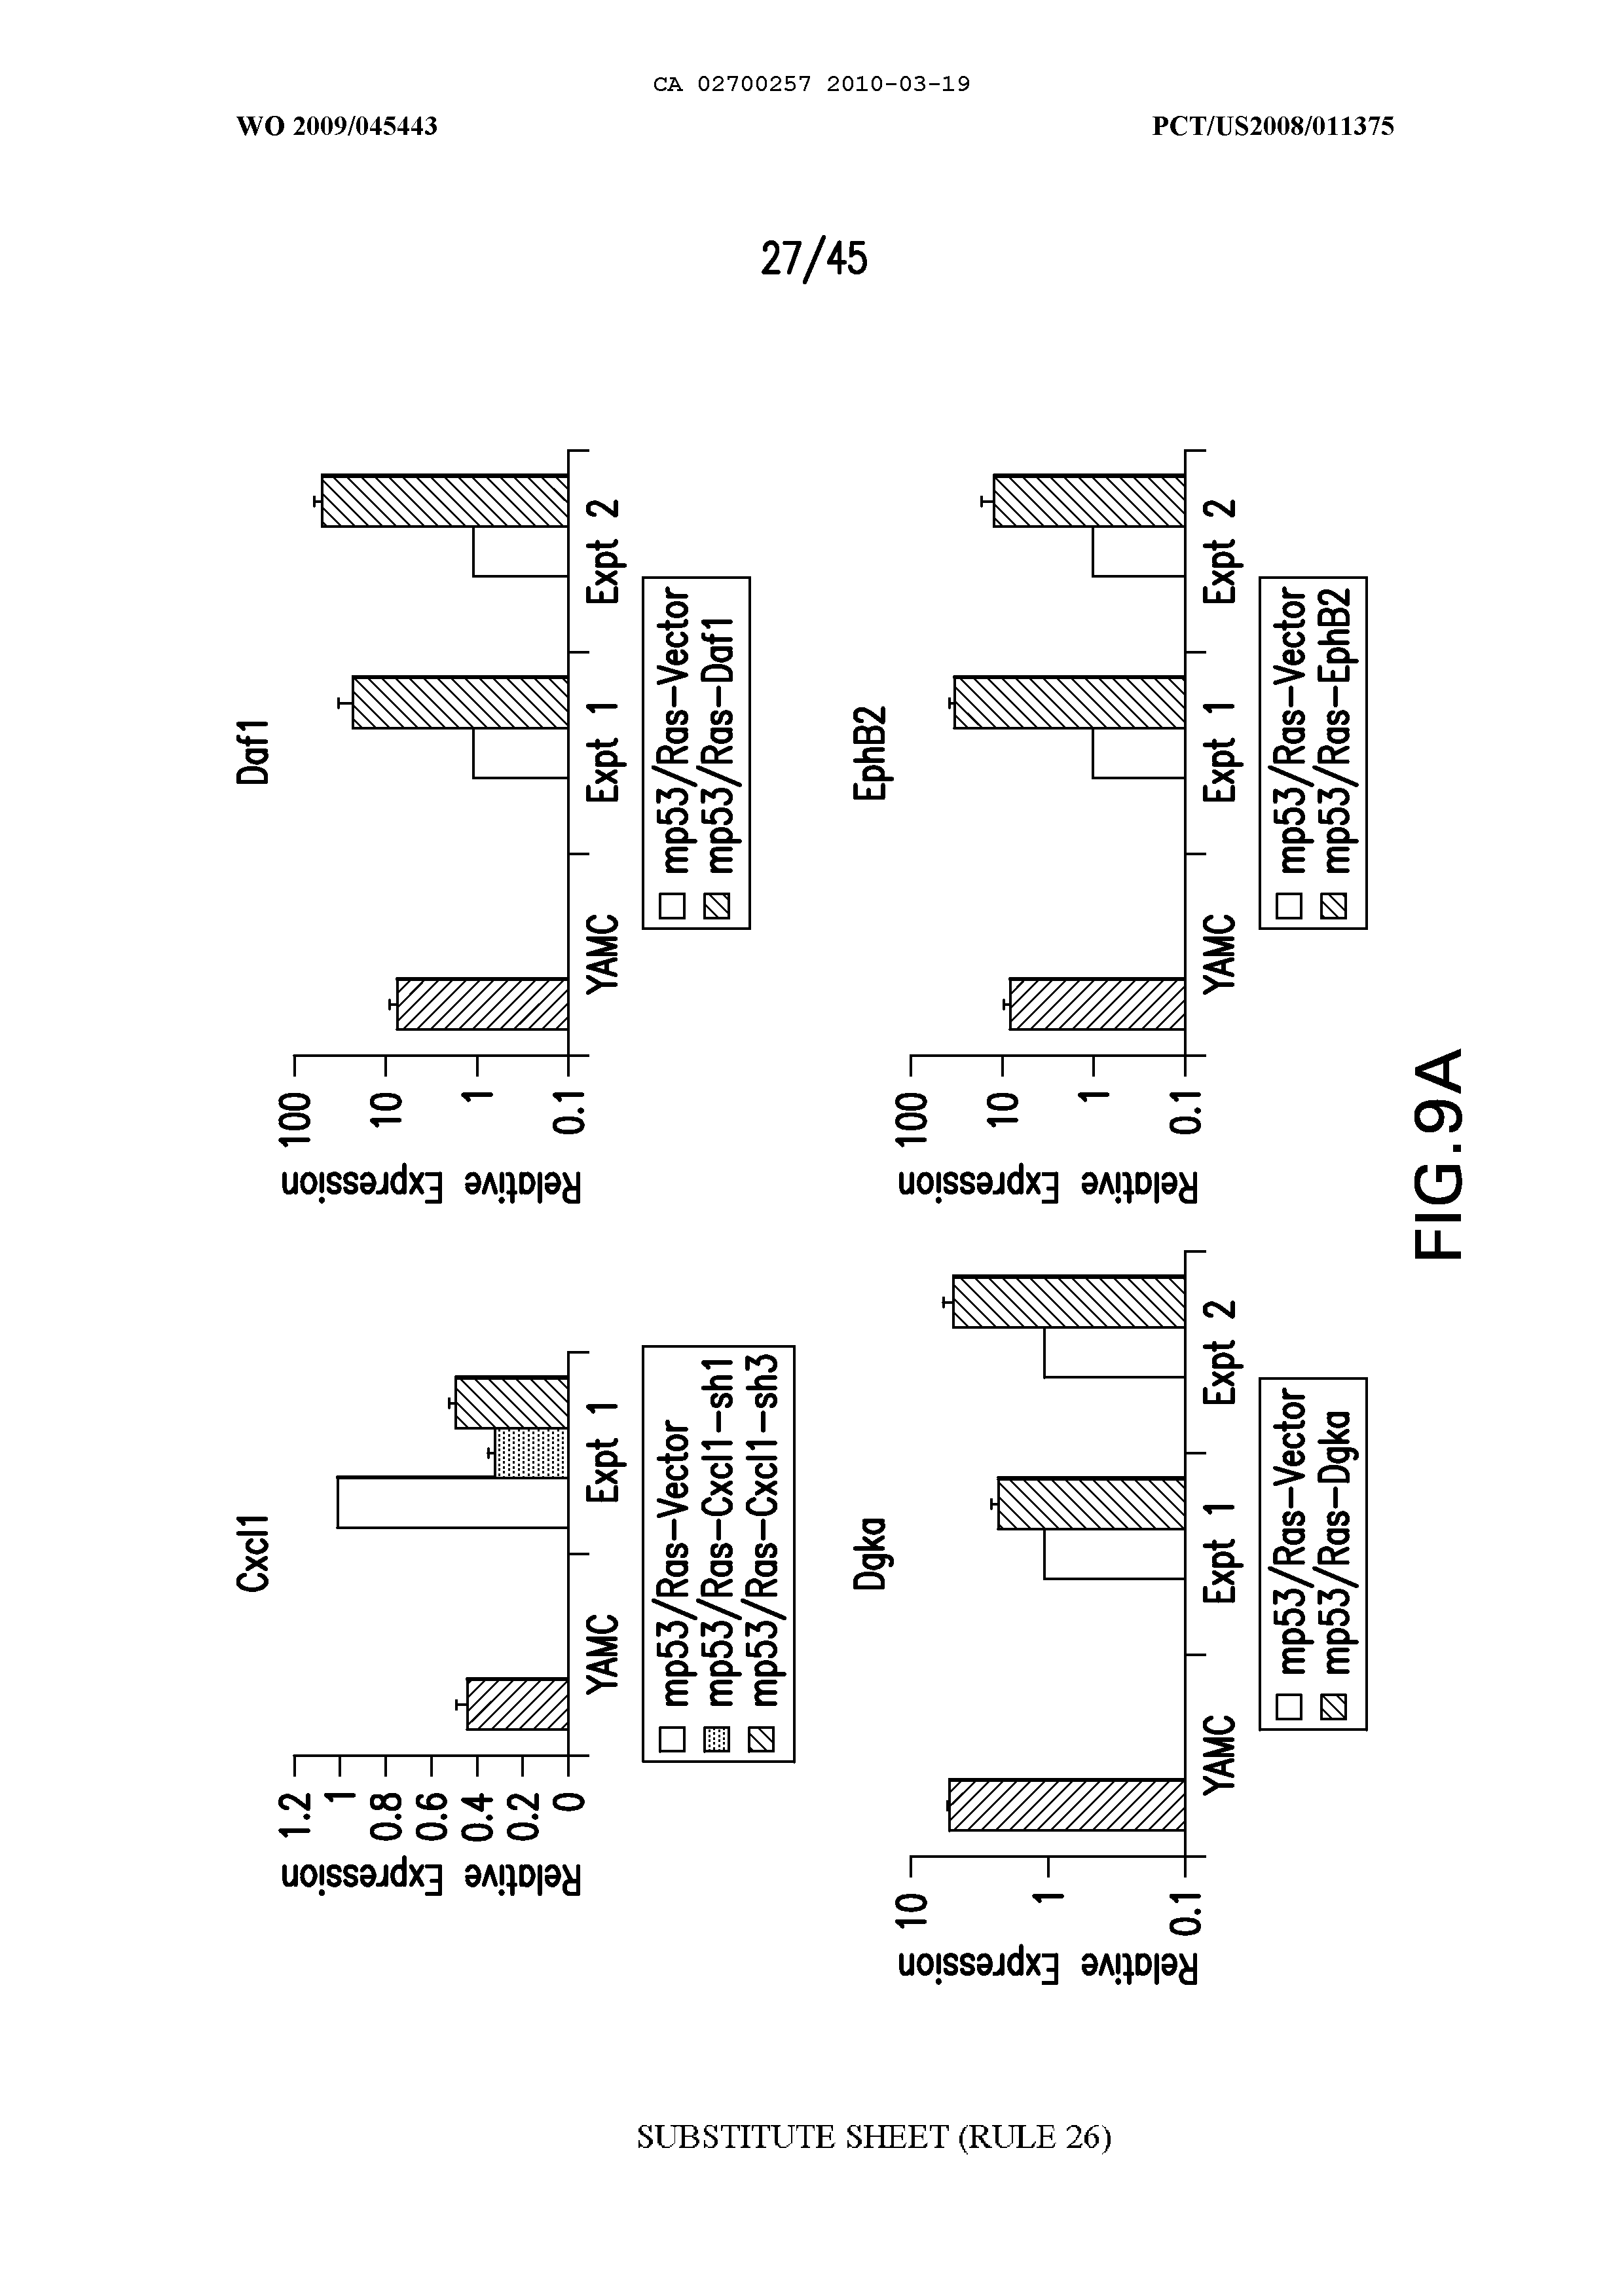 CA 02700257 2010-03-19
WO 2009/045443
PCT/US2008/011375
27/45
Cxcl1
Relative Expression
1.2
1
0.8
0.6
0.4
0.2
0
YAMC
Expt 1
mp53/Ras-Vector
mp53/Ras-Cxcl1-sh1
mp53/Ras-Cxcl1-sh3
Daf1
Relative Expression
100
10
1
0.1
YAMC
Expt 1
Expt 2
mp53/Ras-Vector
mp53/Ras-Daf1
Dgka
Relative Expression
10
1
0.1
YAMC
Expt 1
Expt 2
mp53/Ras-Vector
mp53/Ras-Dgka
EphB2
Relative Expression
100
10
1
0.1
YAMC
Expt 1
Expt 2
mp53/Ras-Vector
mp53/Ras-EphB2
FIG.9A
SUBSTITUTE SHEET (RULE 26)